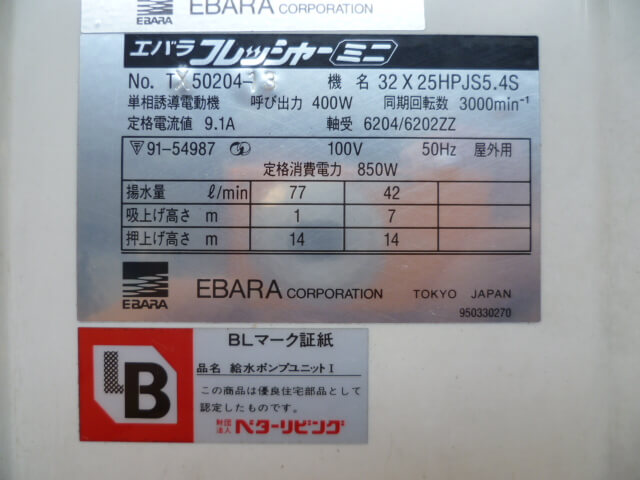 EBARA
EBARA CORPORATION
エバラ フレッシャーミニ
機名 32×25HPJS5.4S
単相誘導電動機 呼び出力 400W 同期回転数 3000min⁻¹
定格電流値 9.1A 軸受 6204/6202ZZ
91-54987 100V 50Hz 屋外用
定格消費電力 850W
揚水量 ℓ/min 77 42
吸上げ高さ m 1 7
押上げ高さ m 14 14
EBARA
EBARA CORPORATION TOKYO JAPAN
950330270
BLマーク証紙
LB
品名 給水ポンプユニットⅠ
この商品は優良住宅部品として
認定したものです。
財団法人 ベターリビング